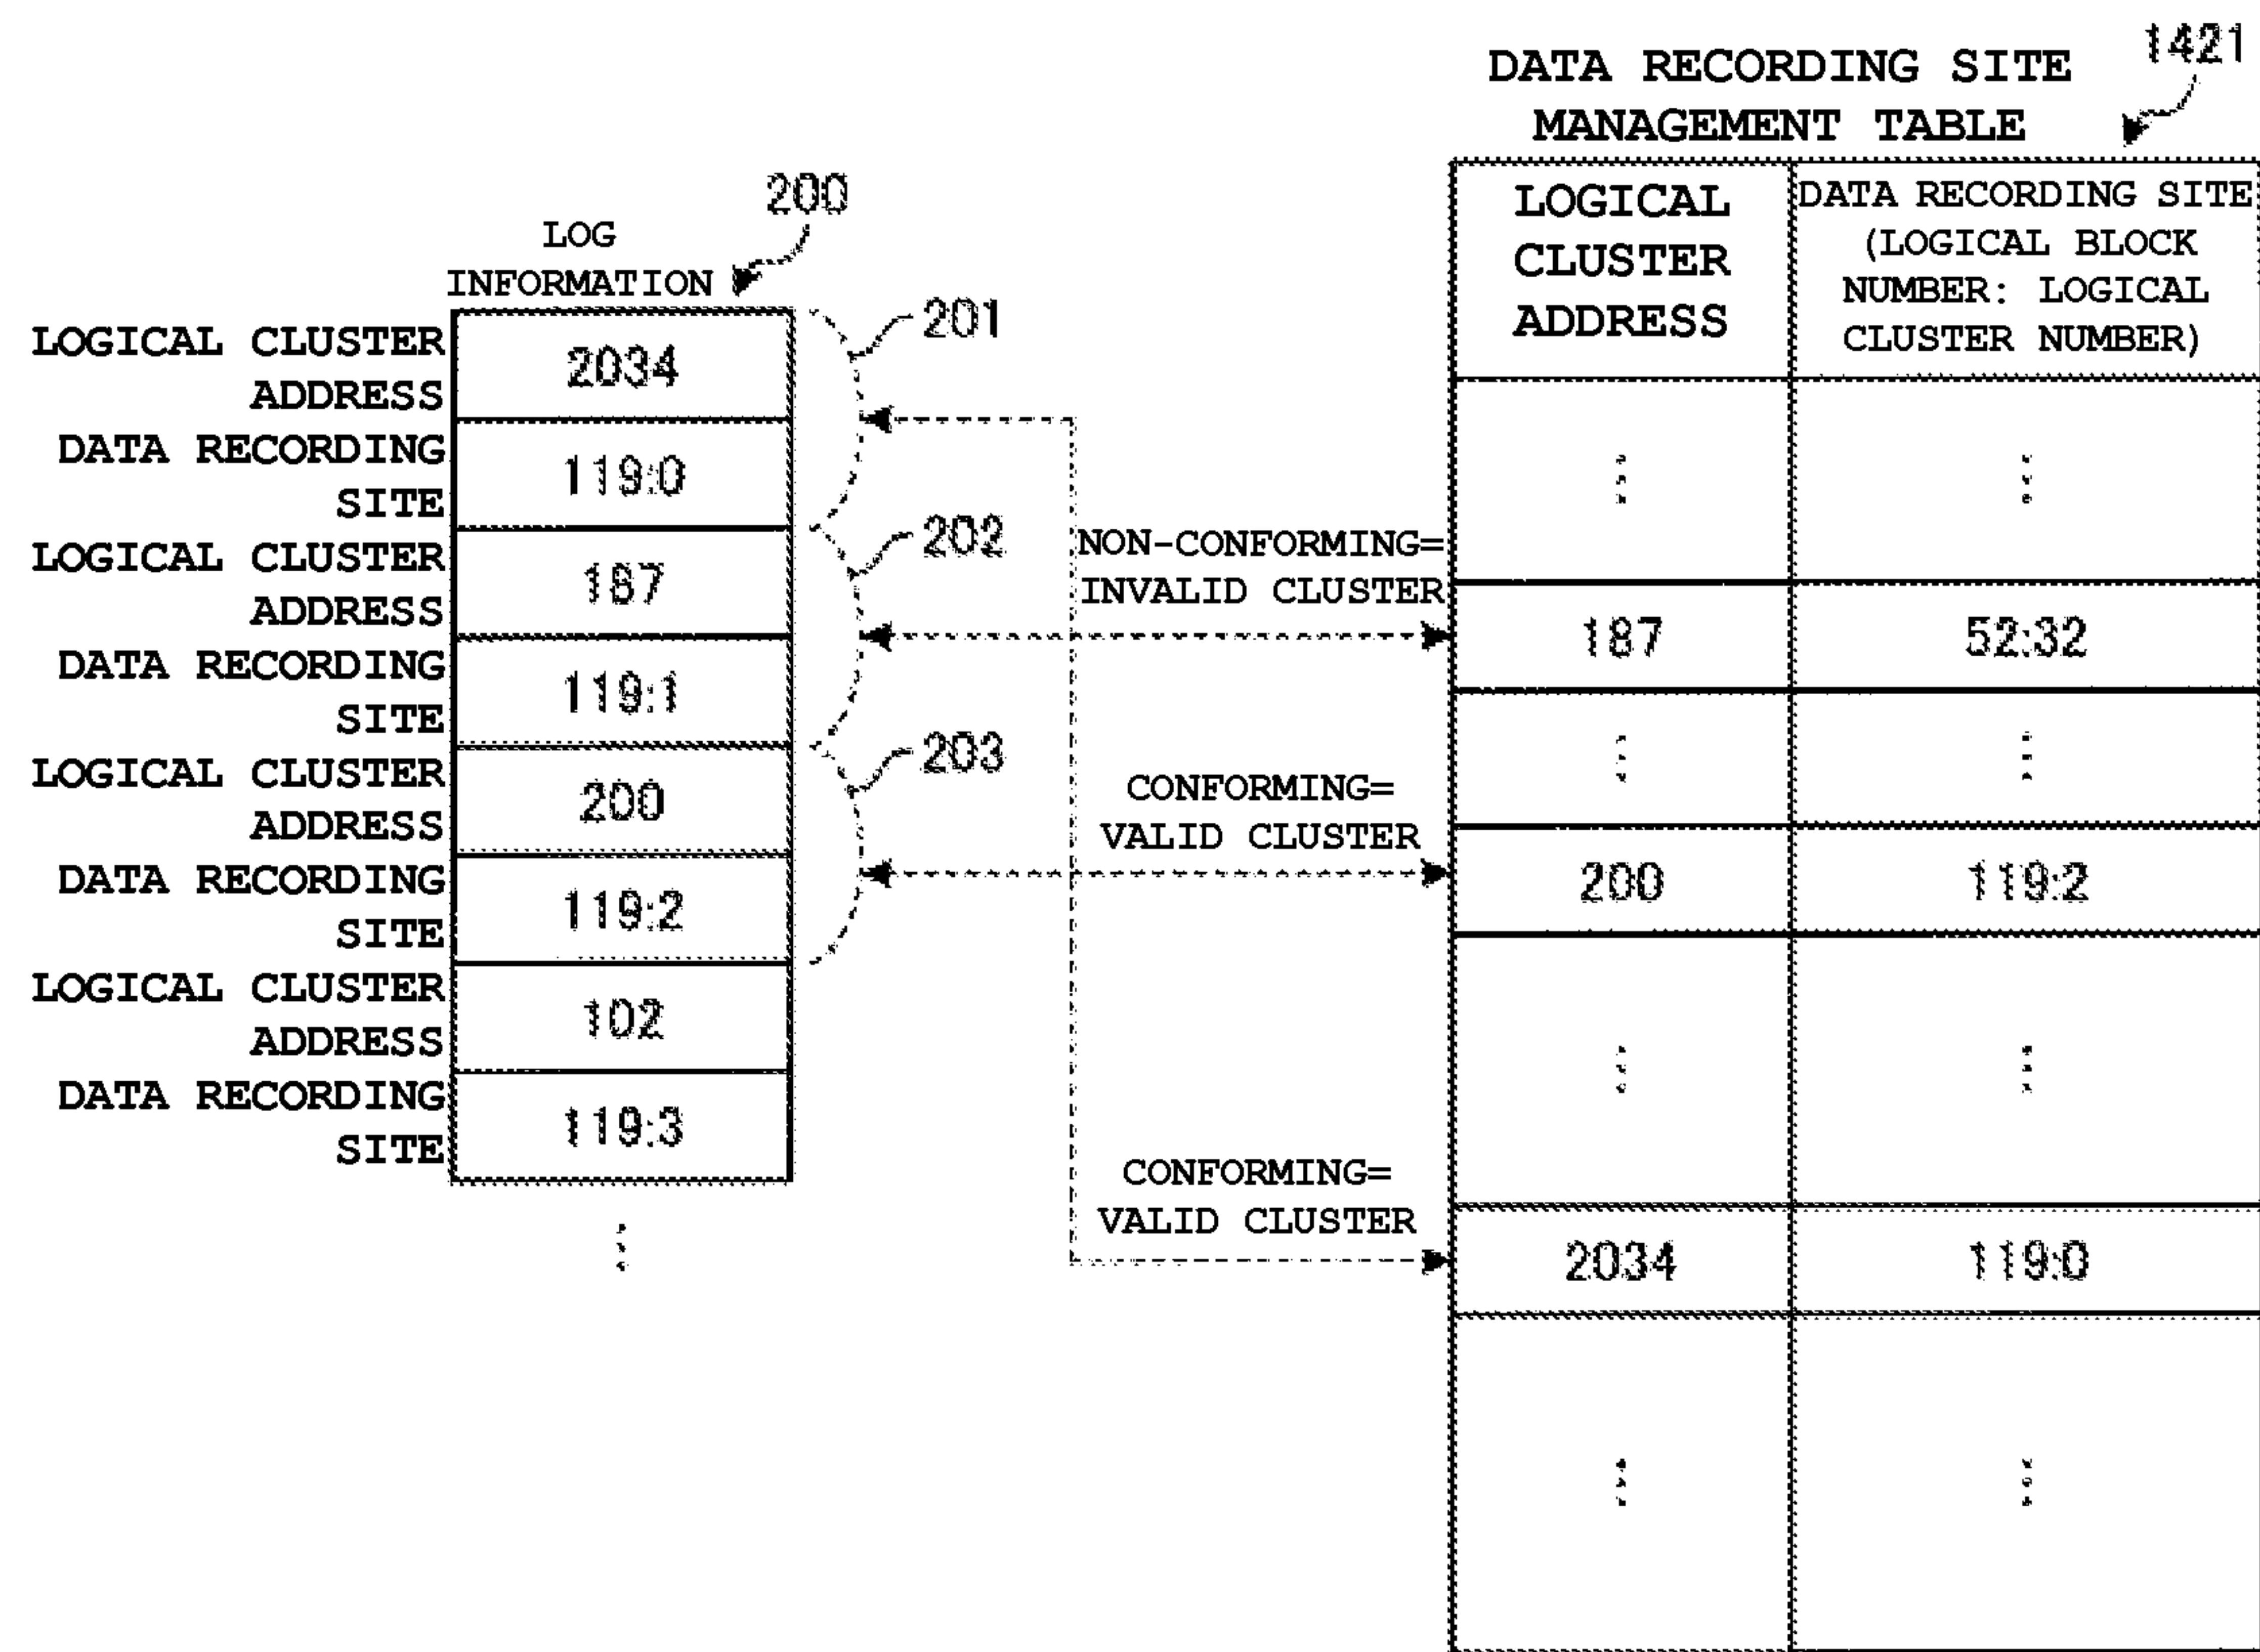 200
LOG
INFORMATION
LOGICAL CLUSTER
ADDRESS
2034
DATA RECORDING
SITE
119:0
201
LOGICAL CLUSTER
ADDRESS
187
DATA RECORDING
SITE
119:1
202
LOGICAL CLUSTER
ADDRESS
200
DATA RECORDING
SITE
119:2
203
LOGICAL CLUSTER
ADDRESS
102
DATA RECORDING
SITE
119:3
NON-CONFORMING=
INVALID CLUSTER
CONFORMING=
VALID CLUSTER
CONFORMING=
VALID CLUSTER
1421
DATA RECORDING SITE
MANAGEMENT TABLE
LOGICAL
CLUSTER
ADDRESS
DATA RECORDING SITE
(LOGICAL BLOCK
NUMBER: LOGICAL
CLUSTER NUMBER)
187 52:32
200 119:2
2034 119:0